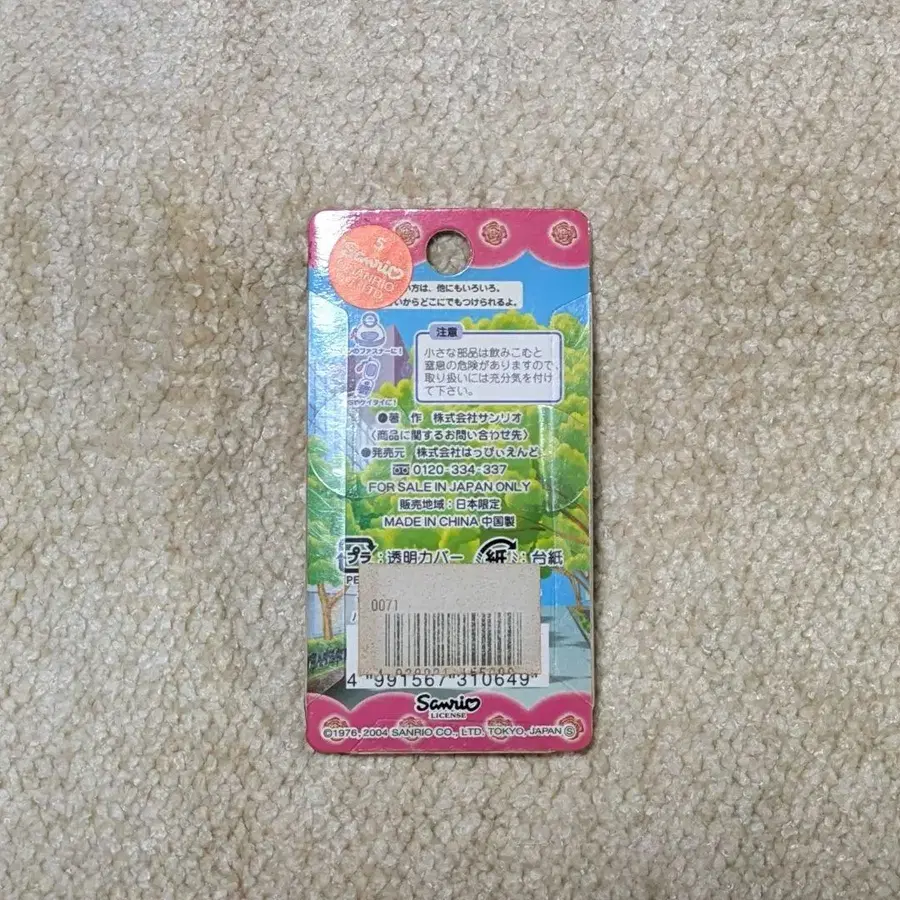 S
Sanrio
SANRIO
CO., LTD.
い方は、他にもいろいろ。
いからどこにでもつけられるよ。
注意
小さな部品は飲みこむと
窒息の危険がありますので、
取り扱いには充分気を付け
て下さい。
のファスナーに!
ケイタイに!
●著 作 株式会社サンリオ
〈商品に関するお問い合わせ先〉
●発売元 株式会社はっぴぃえんど
0120-334-337
FOR SALE IN JAPAN ONLY
販売地域:日本限定
MADE IN CHINA 中国製
プラ:透明カバー 紙:台紙
PE
0071
4 991567 310649
Sanrio
LICENSE
©1976, 2004 SANRIO CO., LTD. TOKYO, JAPAN Ⓢ